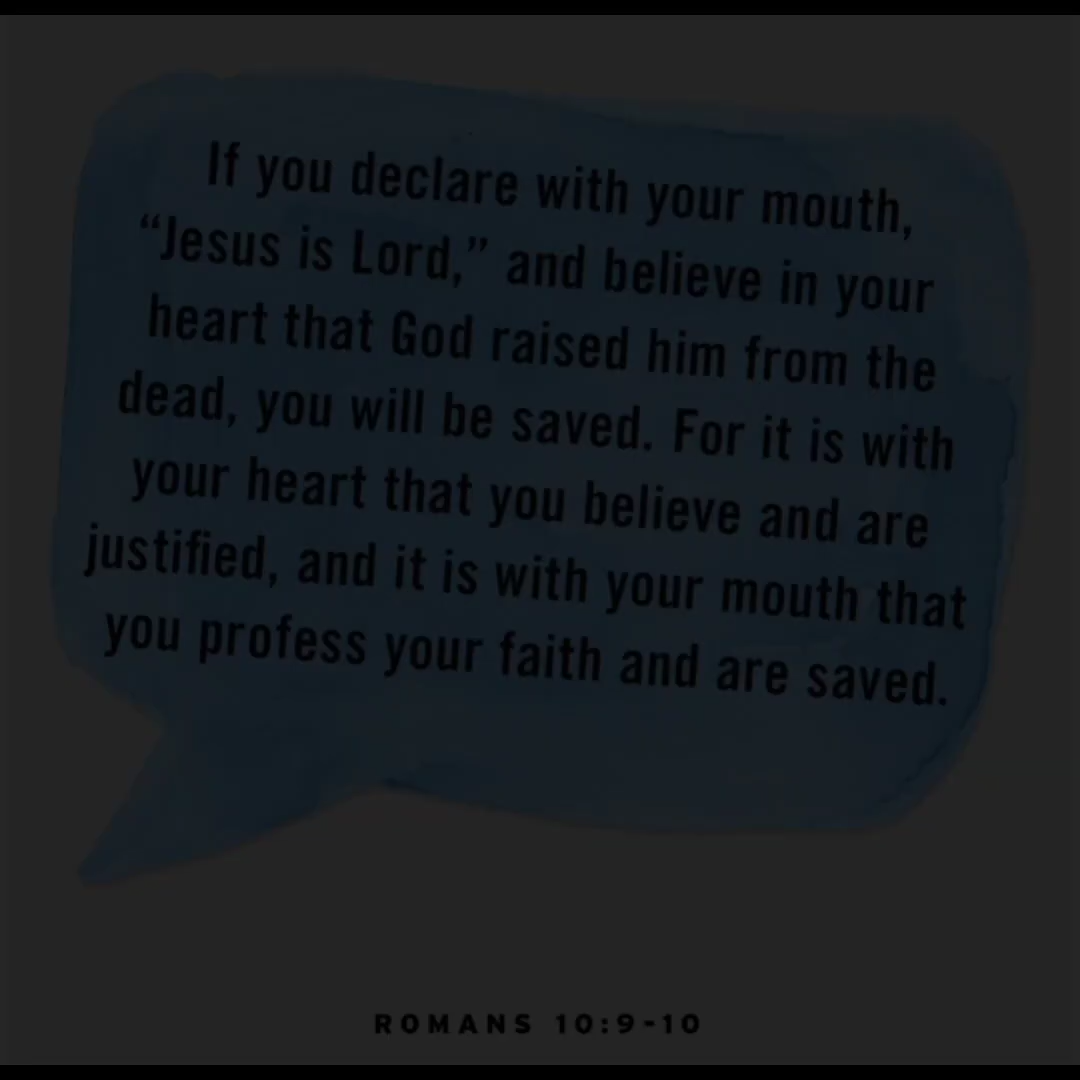 If you declare with your mouth,
“Jesus is Lord,” and believe in your
heart that God raised him from the
dead, you will be saved. For it is with
your heart that you believe and are
justified, and it is with your mouth that
you profess your faith and are saved.
ROMANS 10:9-10